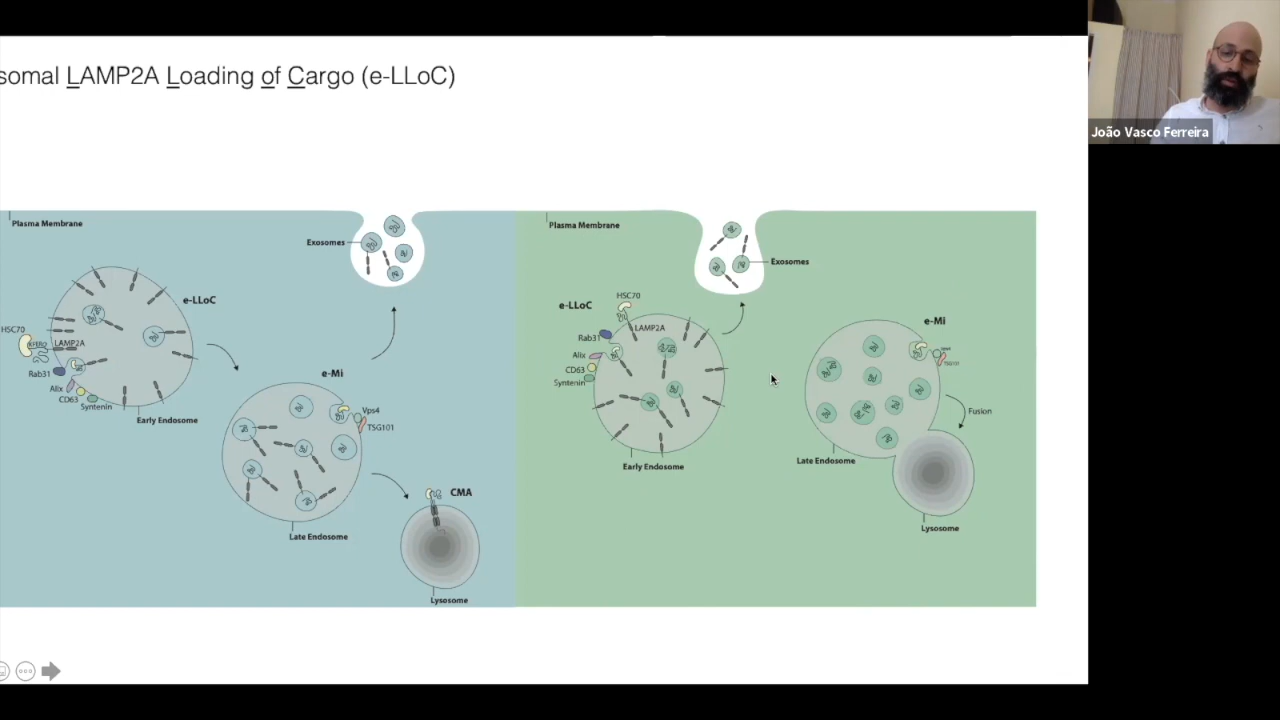 somal LAMP2A Loading of Cargo (e-LLoC)
João Vasco Ferreira
Plasma Membrane
Exosomes
e-LLoC
HSC70
KFERQ
LAMP2A
Rab31
Alix
CD63
Syntenin
Early Endosome
e-Mi
Vps4
TSG101
Late Endosome
CMA
Lysosome
Plasma Membrane
Exosomes
e-LLoC
HSC70
LAMP2A
Rab31
Alix
CD63
Syntenin
Early Endosome
e-Mi
TSG101
Fusion
Late Endosome
Lysosome